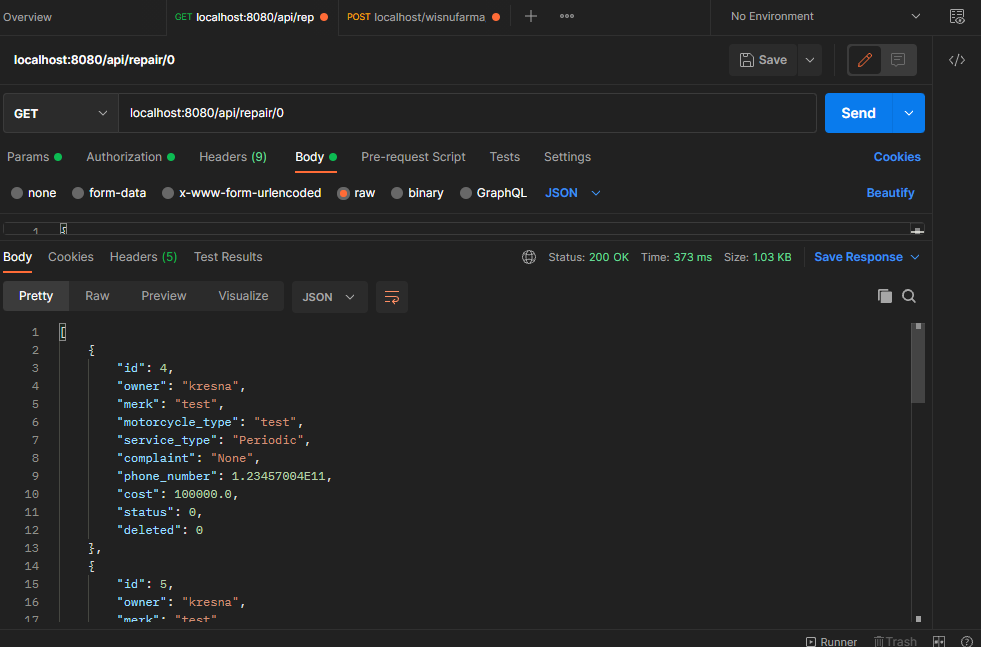 Overview GET localhost:8080/api/rep POST localhost/wisnufarma No Environment
localhost:8080/api/repair/0 Save
GET localhost:8080/api/repair/0 Send
Params Authorization Headers (9) Body Pre-request Script Tests Settings Cookies
none form-data x-www-form-urlencoded raw binary GraphQL JSON Beautify
1 {
Body Cookies Headers (5) Test Results Status: 200 OK Time: 373 ms Size: 1.03 KB Save Response
Pretty Raw Preview Visualize JSON
1 [
2 {
3 "id": 4,
4 "owner": "kresna",
5 "merk": "test",
6 "motorcycle_type": "test",
7 "service_type": "Periodic",
8 "complaint": "None",
9 "phone_number": 1.23457004E11,
10 "cost": 100000.0,
11 "status": 0,
12 "deleted": 0
13 },
14 {
15 "id": 5,
16 "owner": "kresna",
17 "merk": "test"
Runner Trash